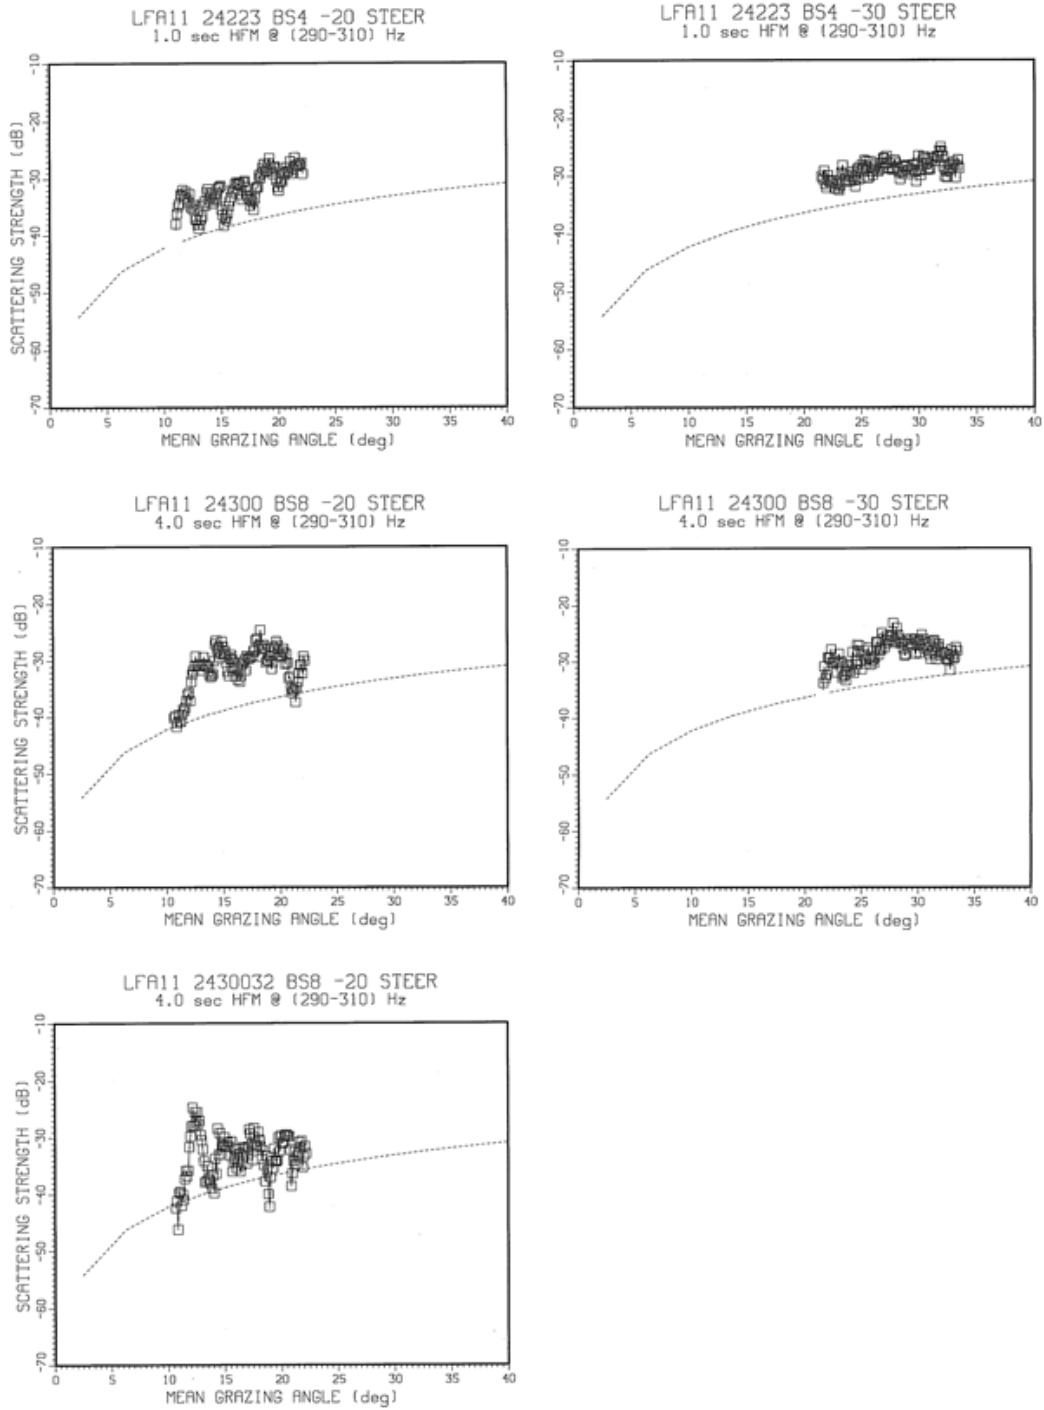 LFA11 24223 BS4 -20 STEER
1.0 sec HFM @ (290-310) Hz
SCATTERING STRENGTH (dB)
-10
-20
-30
-40
-50
-60
-70
0 5 10 15 20 25 30 35 40
MEAN GRAZING ANGLE (deg)
LFA11 24223 BS4 -30 STEER
1.0 sec HFM @ (290-310) Hz
-10
-20
-30
-40
-50
-60
-70
0 5 10 15 20 25 30 35 40
MEAN GRAZING ANGLE (deg)
LFA11 24300 BS8 -20 STEER
4.0 sec HFM @ (290-310) Hz
SCATTERING STRENGTH (dB)
-10
-20
-30
-40
-50
-60
-70
0 5 10 15 20 25 30 35 40
MEAN GRAZING ANGLE (deg)
LFA11 24300 BS8 -30 STEER
4.0 sec HFM @ (290-310) Hz
-10
-20
-30
-40
-50
-60
-70
0 5 10 15 20 25 30 35 40
MEAN GRAZING ANGLE (deg)
LFA11 2430032 BS8 -20 STEER
4.0 sec HFM @ (290-310) Hz
SCATTERING STRENGTH (dB)
-10
-20
-30
-40
-50
-60
-70
0 5 10 15 20 25 30 35 40
MEAN GRAZING ANGLE (deg)